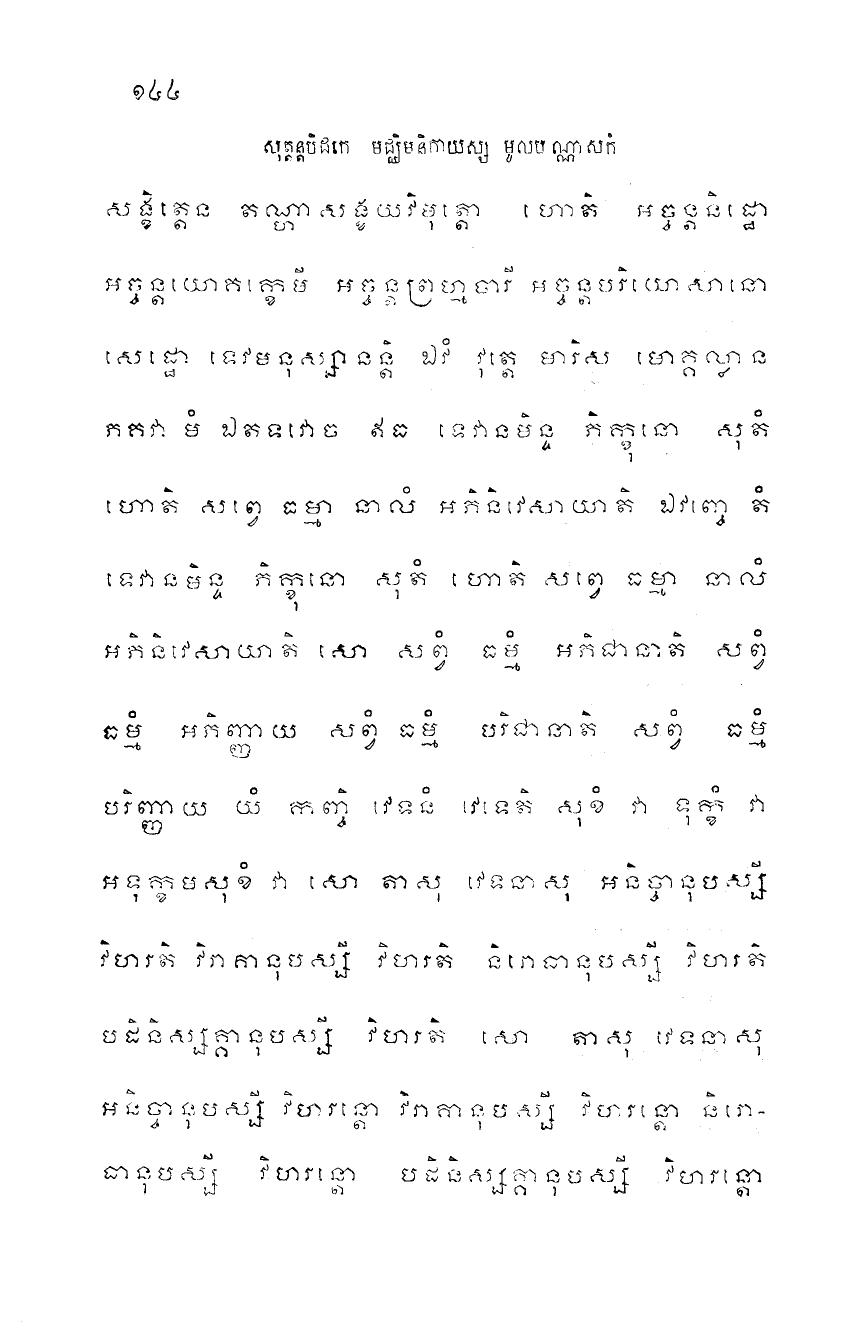 ១៤៤
សុត្តន្តបិដកេ មជ្ឈិមនិកាយស្ស មូលបណ្ណាសកំ
សង្ខិត្តេន តណ្ហាសង្ខយវិមុត្តោ ហោតិ អច្ចន្តនិដ្ឋោ
អច្ចន្តយោគក្ខេមី អច្ចន្តព្រហ្មចារី អច្ចន្តបរិយោសានោ
សេដ្ឋោ ទេវមនុស្សានន្តិ ឯវំ វុត្តេ មារិស មោគ្គល្លាន
ភគវា មំ ឯតទវោច ឥធ ទេវានមិន្ទ ភិក្ខុនោ សុតំ
ហោតិ សព្វេ ធម្មា នាលំ អភិនិវេសាយាតិ ឯវញ្ចេតំ
ទេវានមិន្ទ ភិក្ខុនោ សុតំ ហោតិ សព្វេ ធម្មា នាលំ
អភិនិវេសាយាតិ សោ សព្វំ ធម្មំ អភិជានាតិ សព្វំ
ធម្មំ អភិញ្ញាយ សព្វំ ធម្មំ បរិជានាតិ សព្វំ ធម្មំ
បរិញ្ញាយ យំ កញ្ចិ វេទនំ វេទេតិ សុខំ វា ទុក្ខំ វា
អទុក្ខមសុខំ វា សោ តាសុ វេទនាសុ អនិច្ចានុបស្សី
វិហរតិ វិរាគានុបស្សី វិហរតិ និរោធានុបស្សី វិហរតិ
បដិនិស្សគ្គានុបស្សី វិហរតិ សោ តាសុ វេទនាសុ
អនិច្ចានុបស្សី វិហរន្តោ វិរាគានុបស្សី វិហរន្តោ និរោ-
ធានុបស្សី វិហរន្តោ បដិនិស្សគ្គានុបស្សី វិហរន្តោ